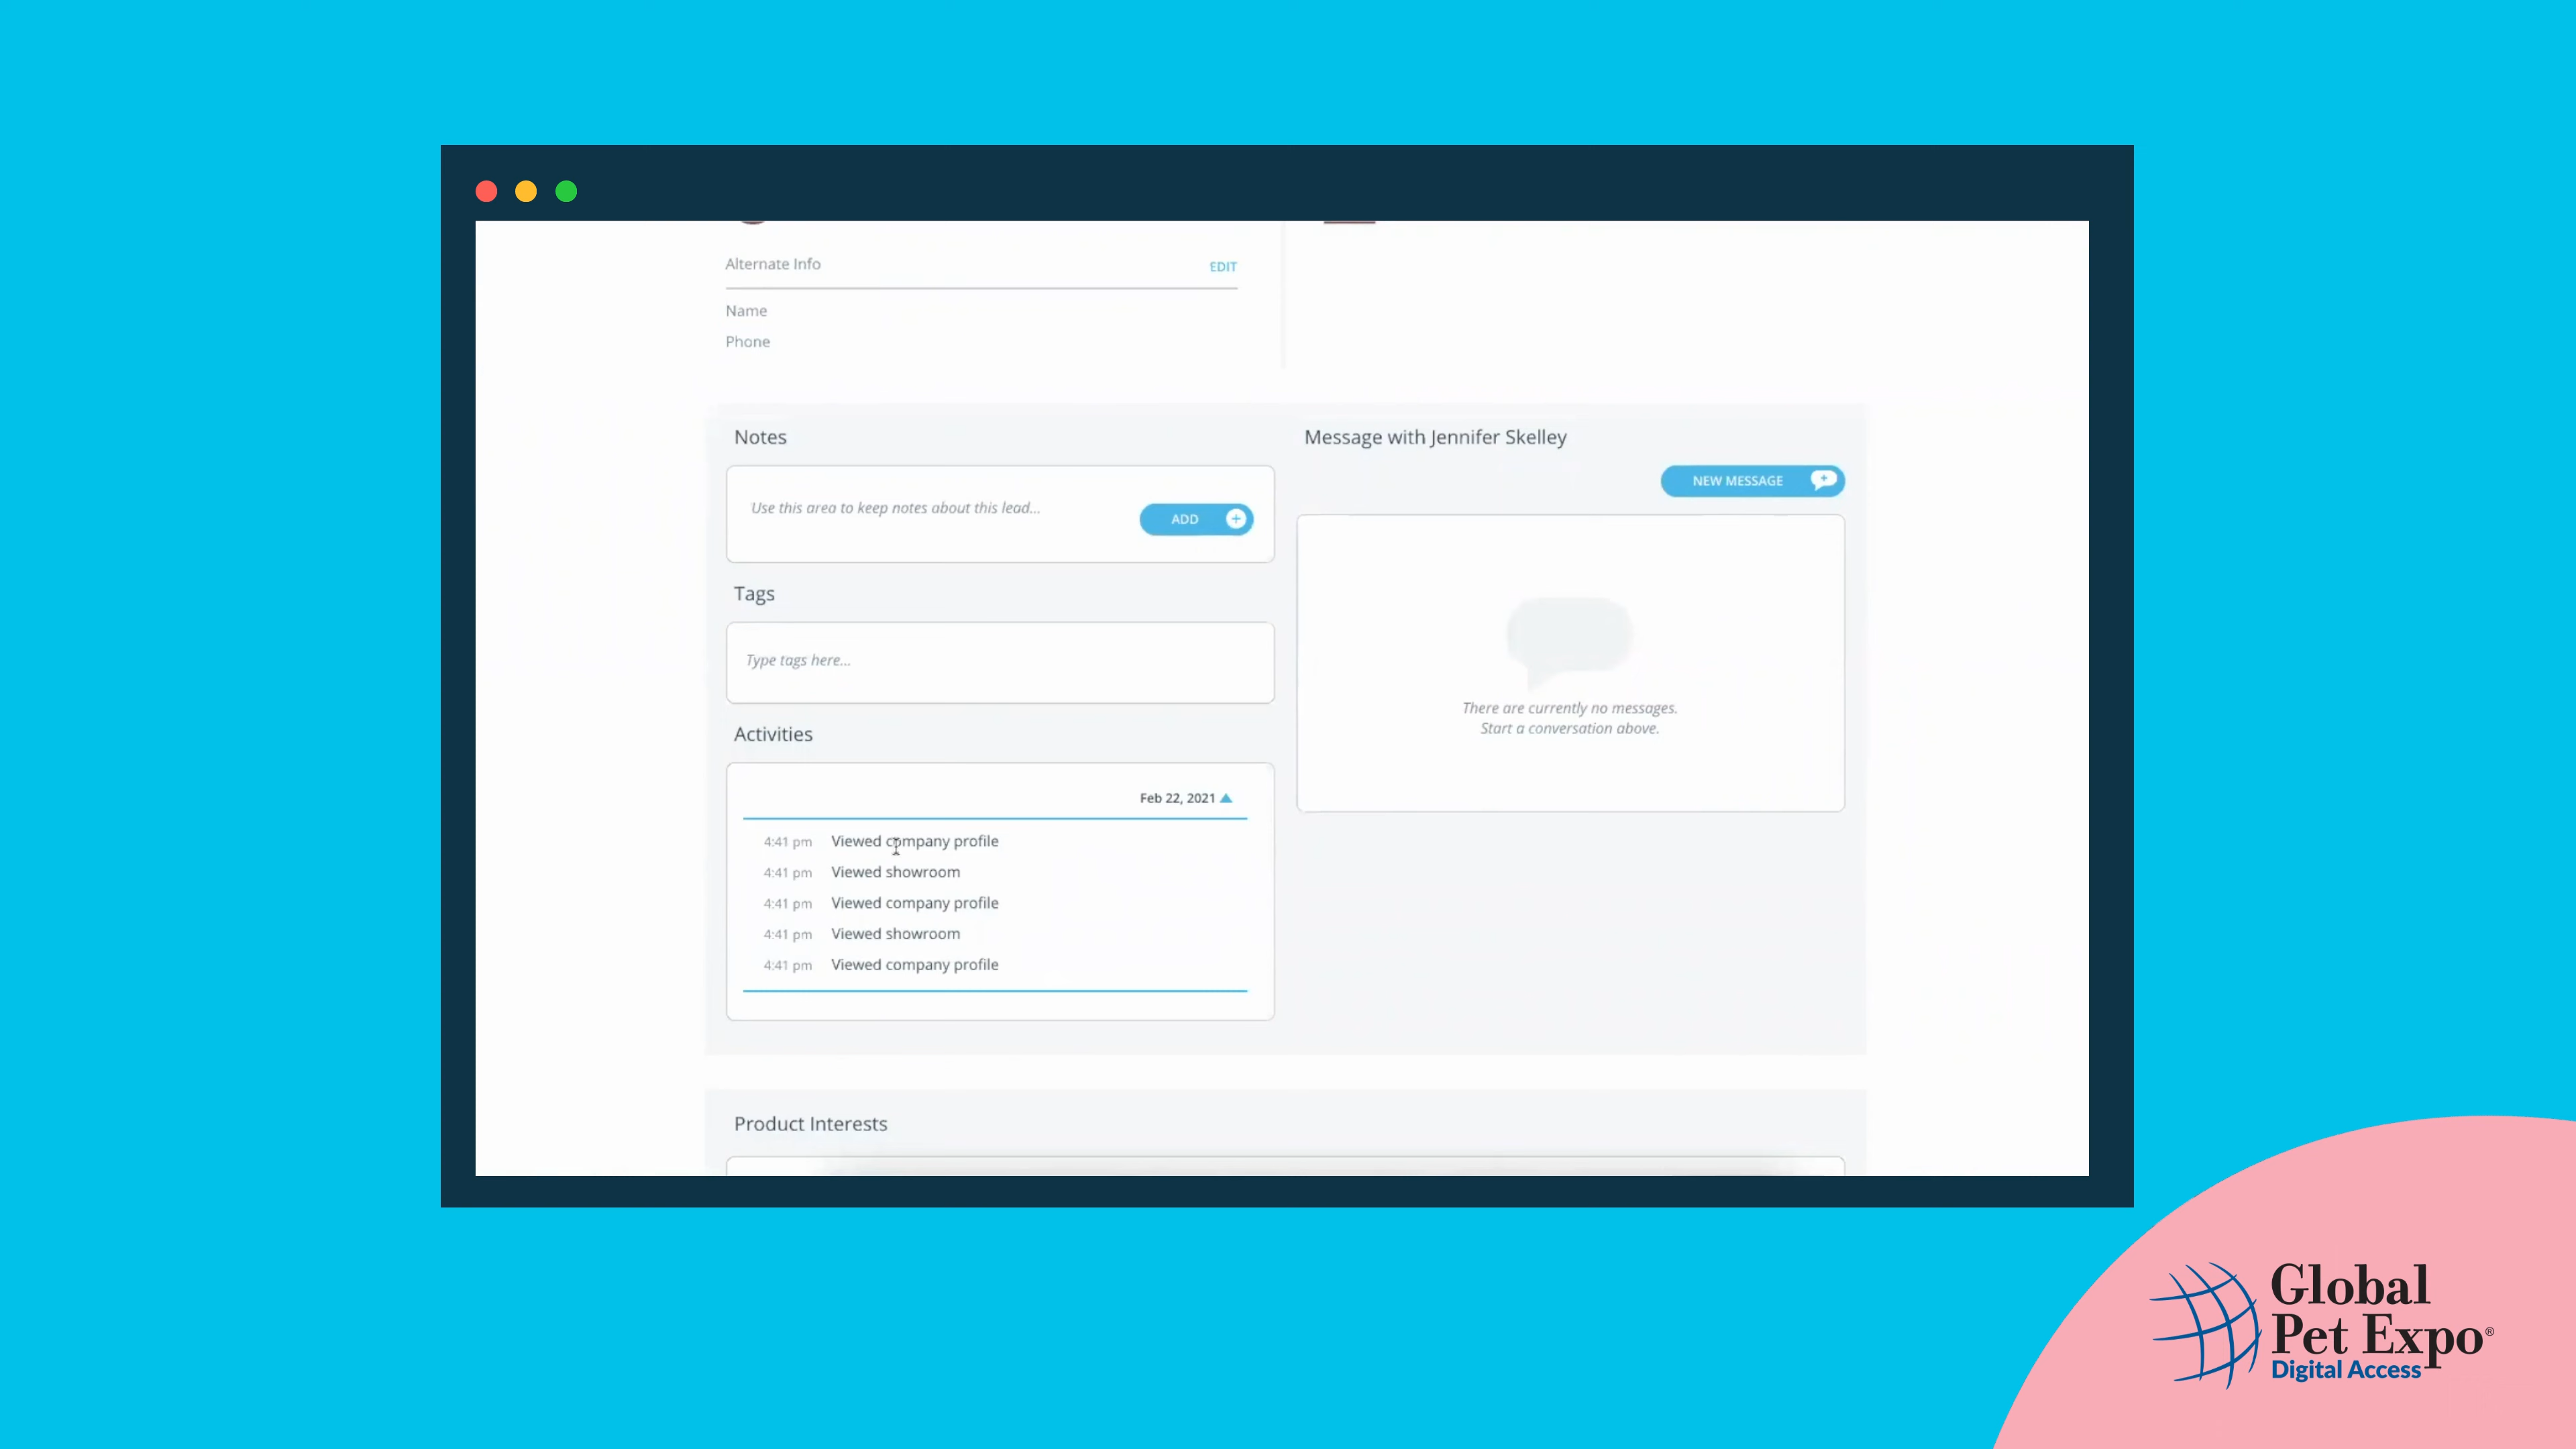 Alternate Info
EDIT
Name
Phone
Notes
Use this area to keep notes about this lead...
ADD
Tags
Type tags here...
Activities
Feb 22, 2021
4:41 pm Viewed company profile
4:41 pm Viewed showroom
4:41 pm Viewed company profile
4:41 pm Viewed showroom
4:41 pm Viewed company profile
Message with Jennifer Skelley
NEW MESSAGE
There are currently no messages.
Start a conversation above.
Product Interests
Global
Pet Expo®
Digital Access